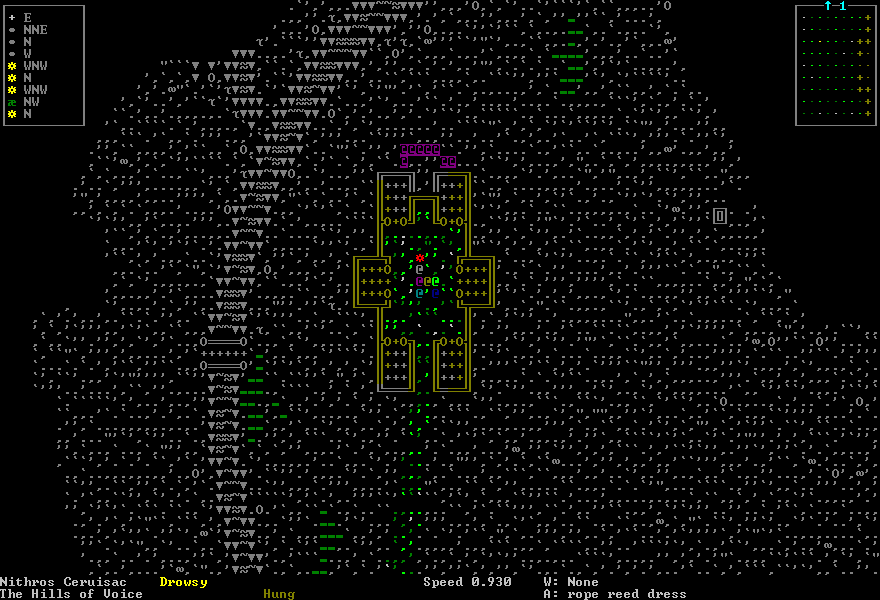 E
NNE
N
W
WNW
N
WNW
NW
N
↑ 1
Nithros Ceruisac Drowsy Speed 0.930 W: None
The Hills of Voice Hung A: rope reed dress